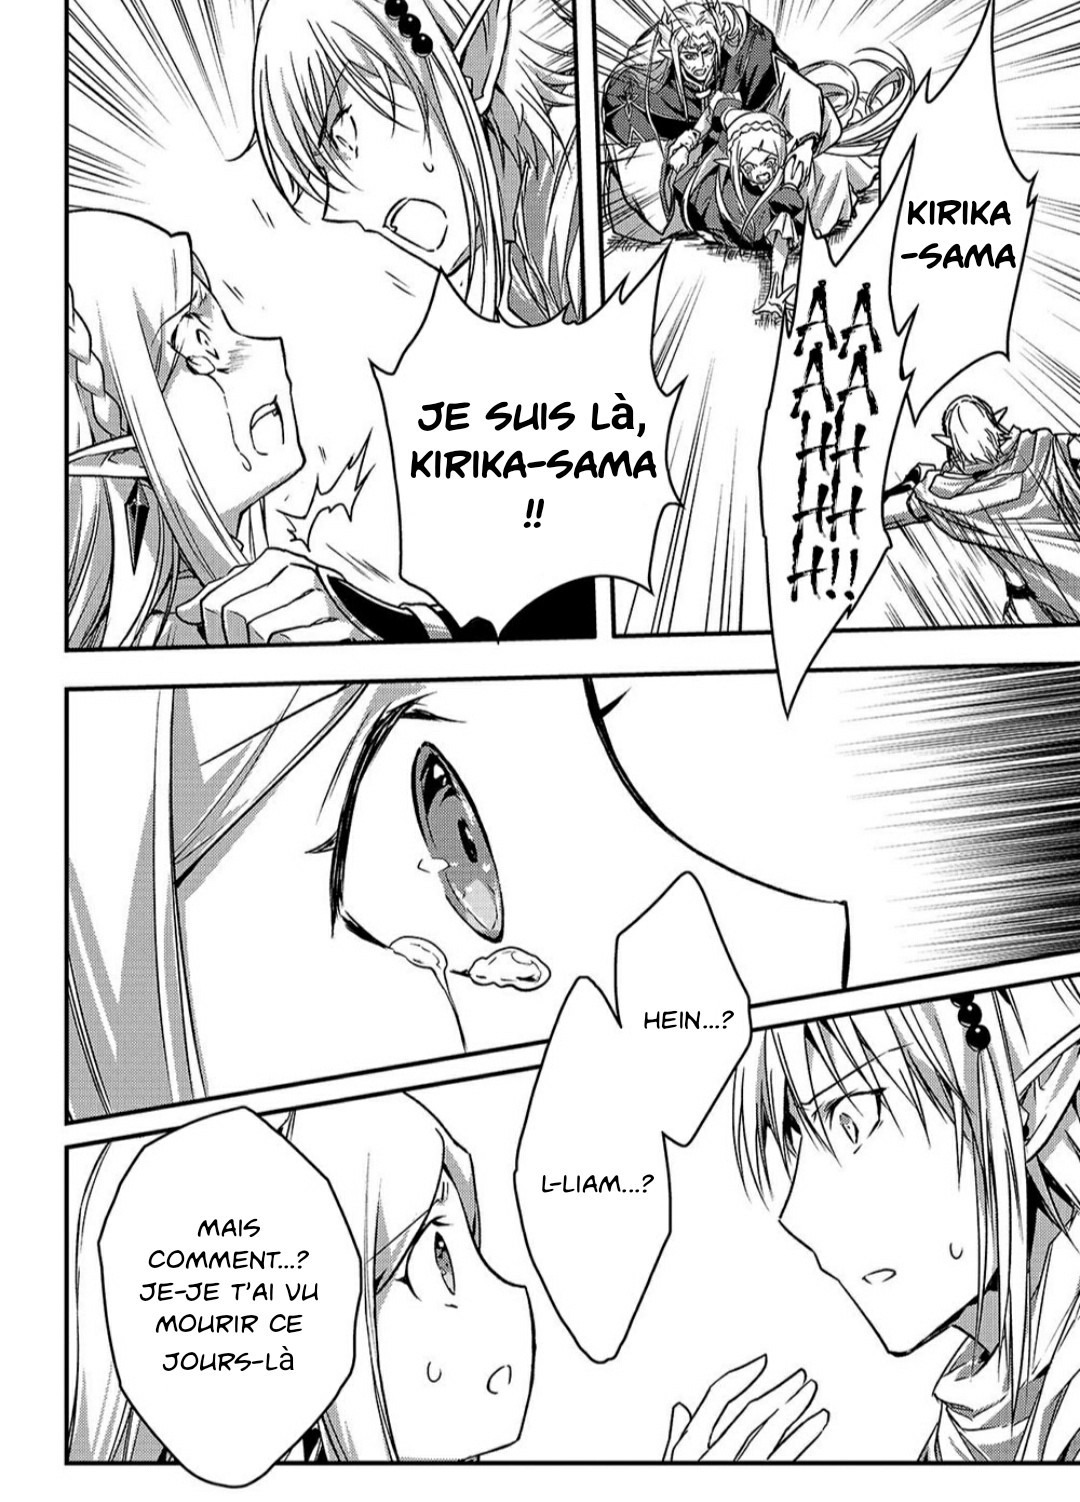 KIRIKA
-SAMA
AAAAHHHHHH!!
JE SUIS Là,
KIRIKA-SAMA
!!
HEIN...?
L-LIAM...?
MAIS
COMMENT...?
JE-JE T'AI VU
MOURIR CE
JOURS-Là